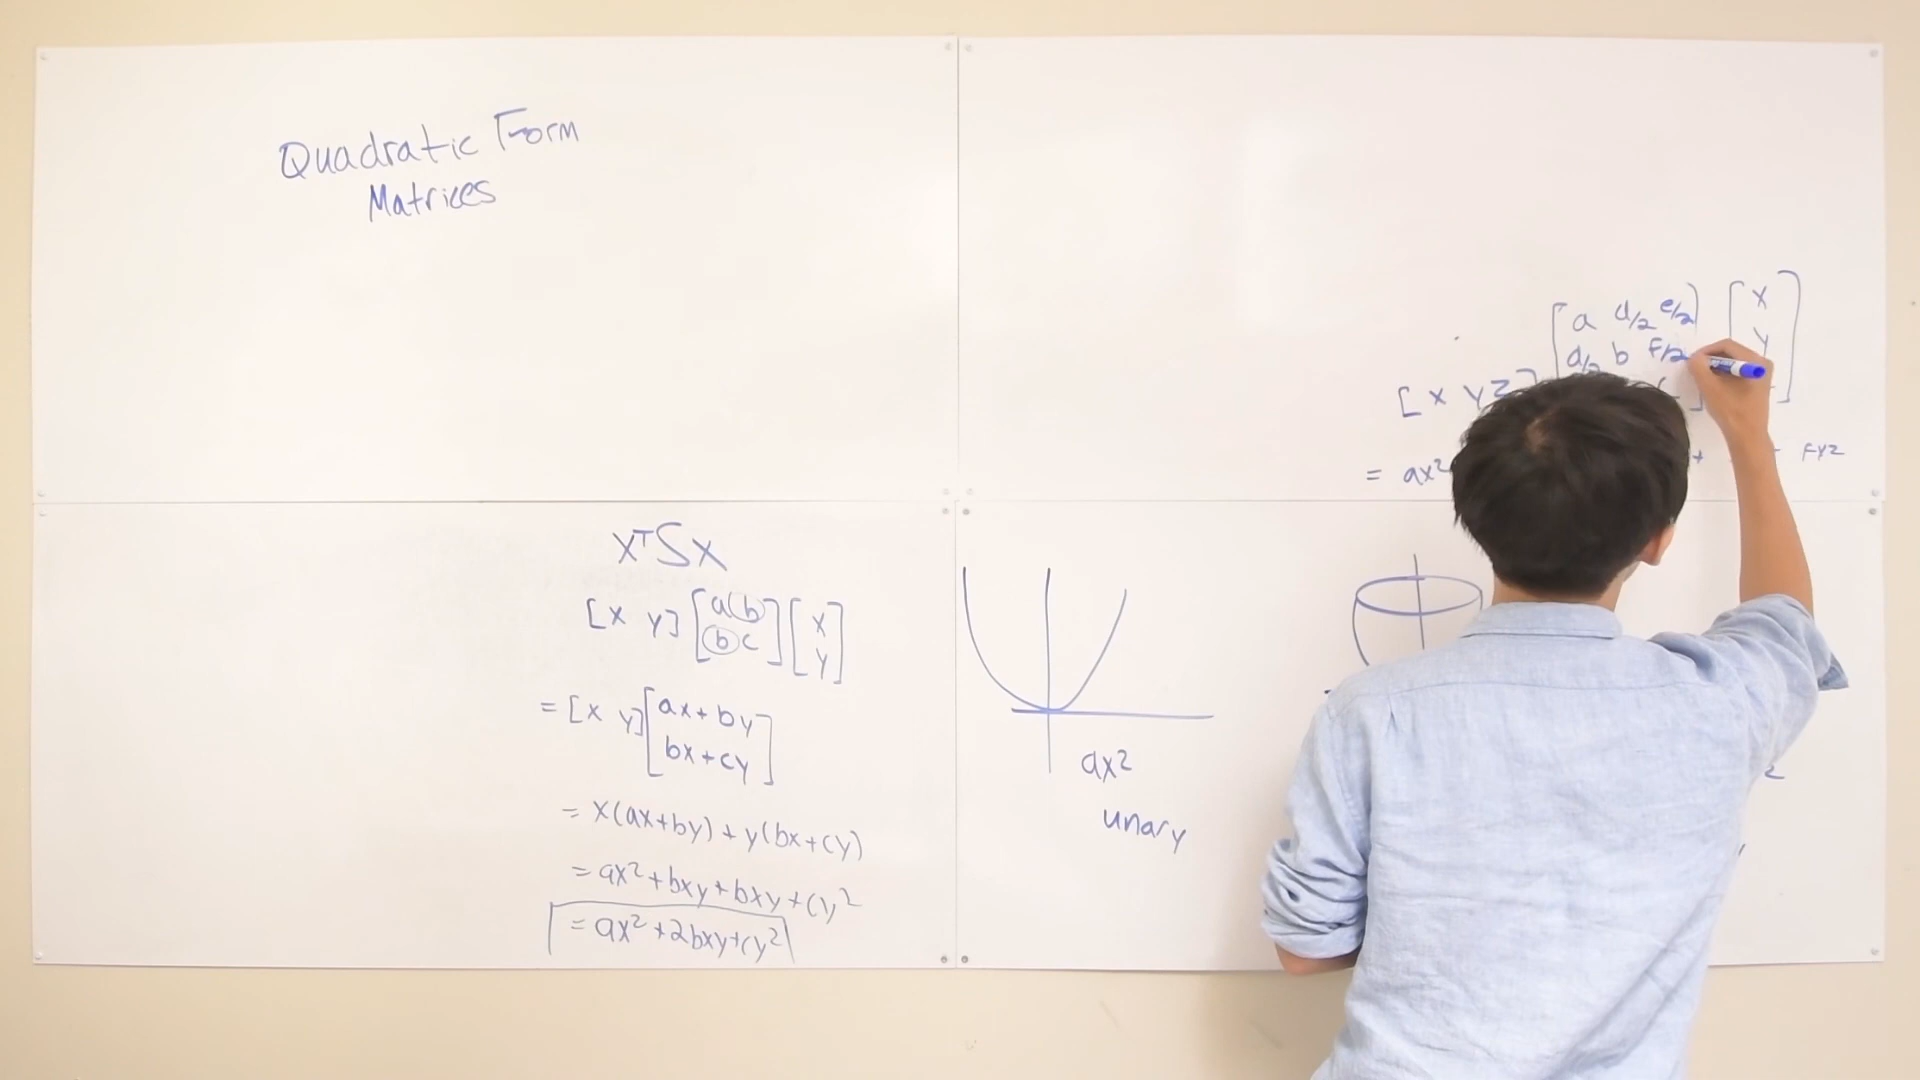 Quadratic Form
Matrices
xᵀSx
[x y] [a b] [x]
[b c] [y]
= [x y] [ax + by]
[bx + cy]
= x(ax+by) + y(bx+cy)
= ax² + bxy + bxy + cy²
= ax² + 2bxy + cy²
ax²
unary
[a d/2 e/2] [x]
[d/2 b f/2 y
[x y z]
= ax² + fyz